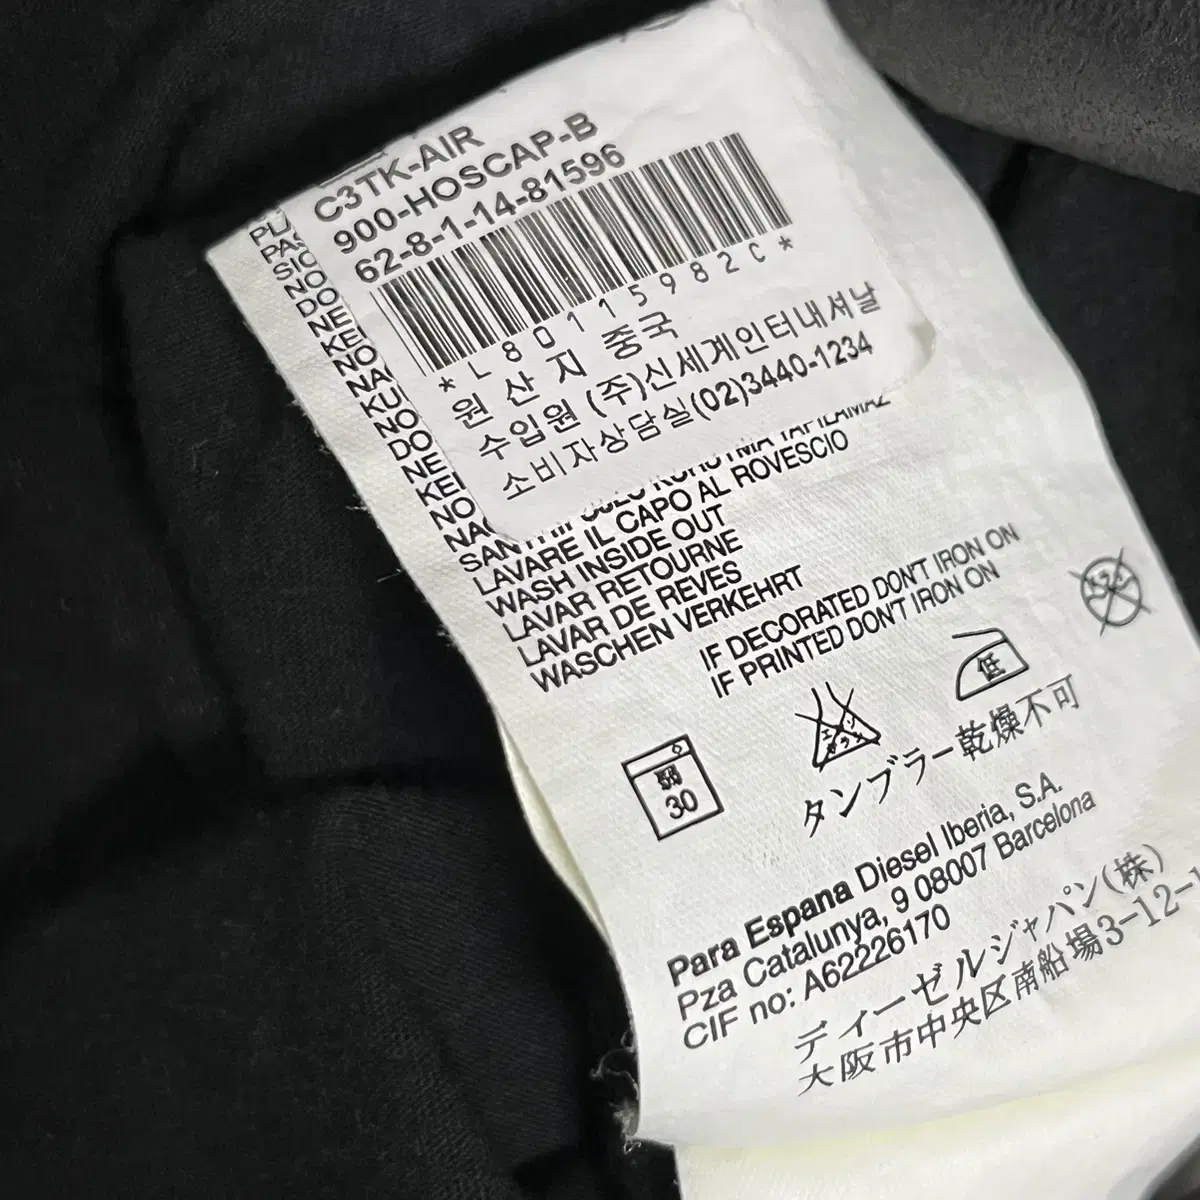 C3TK-AIR
900-HOSCAP-B
62-8-1-14-81596
*L80115982C*
원산지 중국
수입원 (주)신세계인터내셔날
소비자상담실(02)3440-1234
LAVARE IL CAPO AL ROVESCIO
WASH INSIDE OUT
LAVAR RETOURNE
LAVAR DE REVES
WASCHEN VERKEHRT
IF DECORATED DON'T IRON ON
IF PRINTED DON'T IRON ON
30
低
タンブラー乾燥不可
Para Espana Diesel Iberia, S.A.
Pza Catalunya, 9 08007 Barcelona
CIF no: A62226170
ディーゼルジャパン(株)
大阪市中央区南船場3-12-